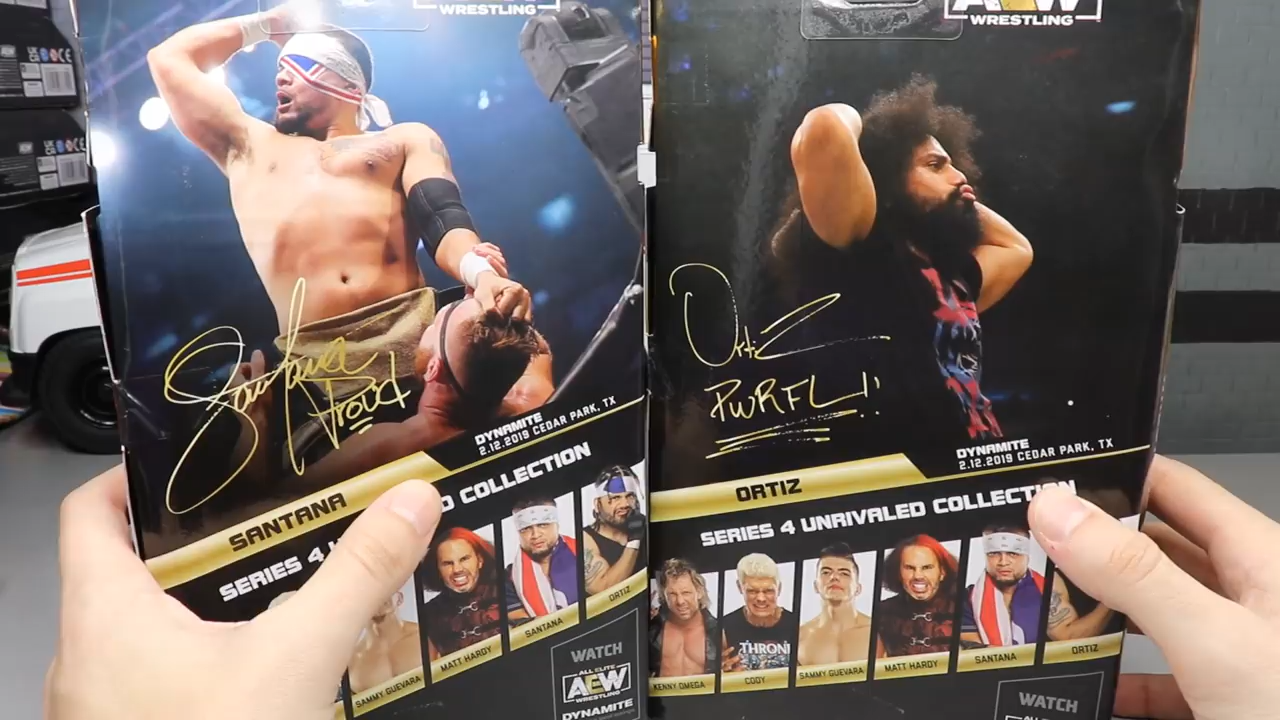 WRESTLING
Santana
Proud
DYNAMITE
2.12.2019 CEDAR PARK, TX
SANTANA
SERIES 4
COLLECTION
SAMMY GUEVARA
MATT HARDY
SANTANA
ORTIZ
WATCH
ALL ELITE
AEW
WRESTLING
DYNAMITE
AEW
WRESTLING
Ortiz
PWRFL!!
DYNAMITE
2.12.2019 CEDAR PARK, TX
ORTIZ
SERIES 4 UNRIVALED COLLECTION
THRON
KENNY OMEGA
CODY
SAMMY GUEVARA
MATT HARDY
SANTANA
ORTIZ
WATCH